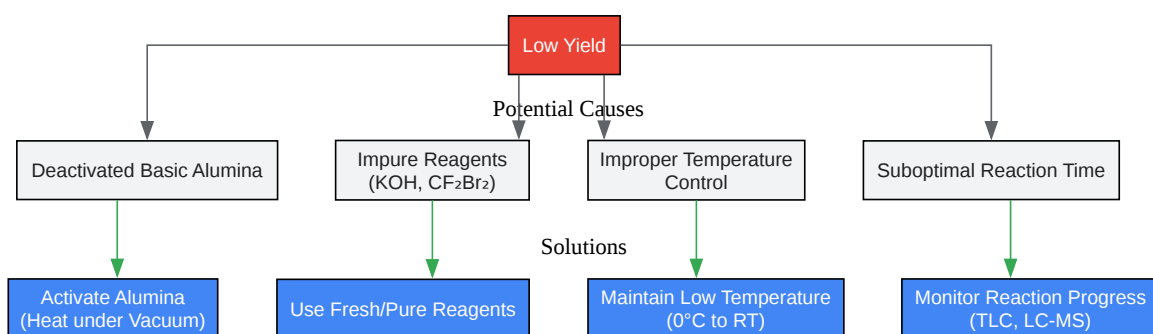 Low Yield
Potential Causes
Deactivated Basic Alumina
Impure Reagents
(KOH, CF₂Br₂)
Improper Temperature
Control
Suboptimal Reaction Time
Solutions
Activate Alumina
(Heat under Vacuum)
Use Fresh/Pure Reagents
Maintain Low Temperature
(0°C to RT)
Monitor Reaction Progress
(TLC, LC-MS)